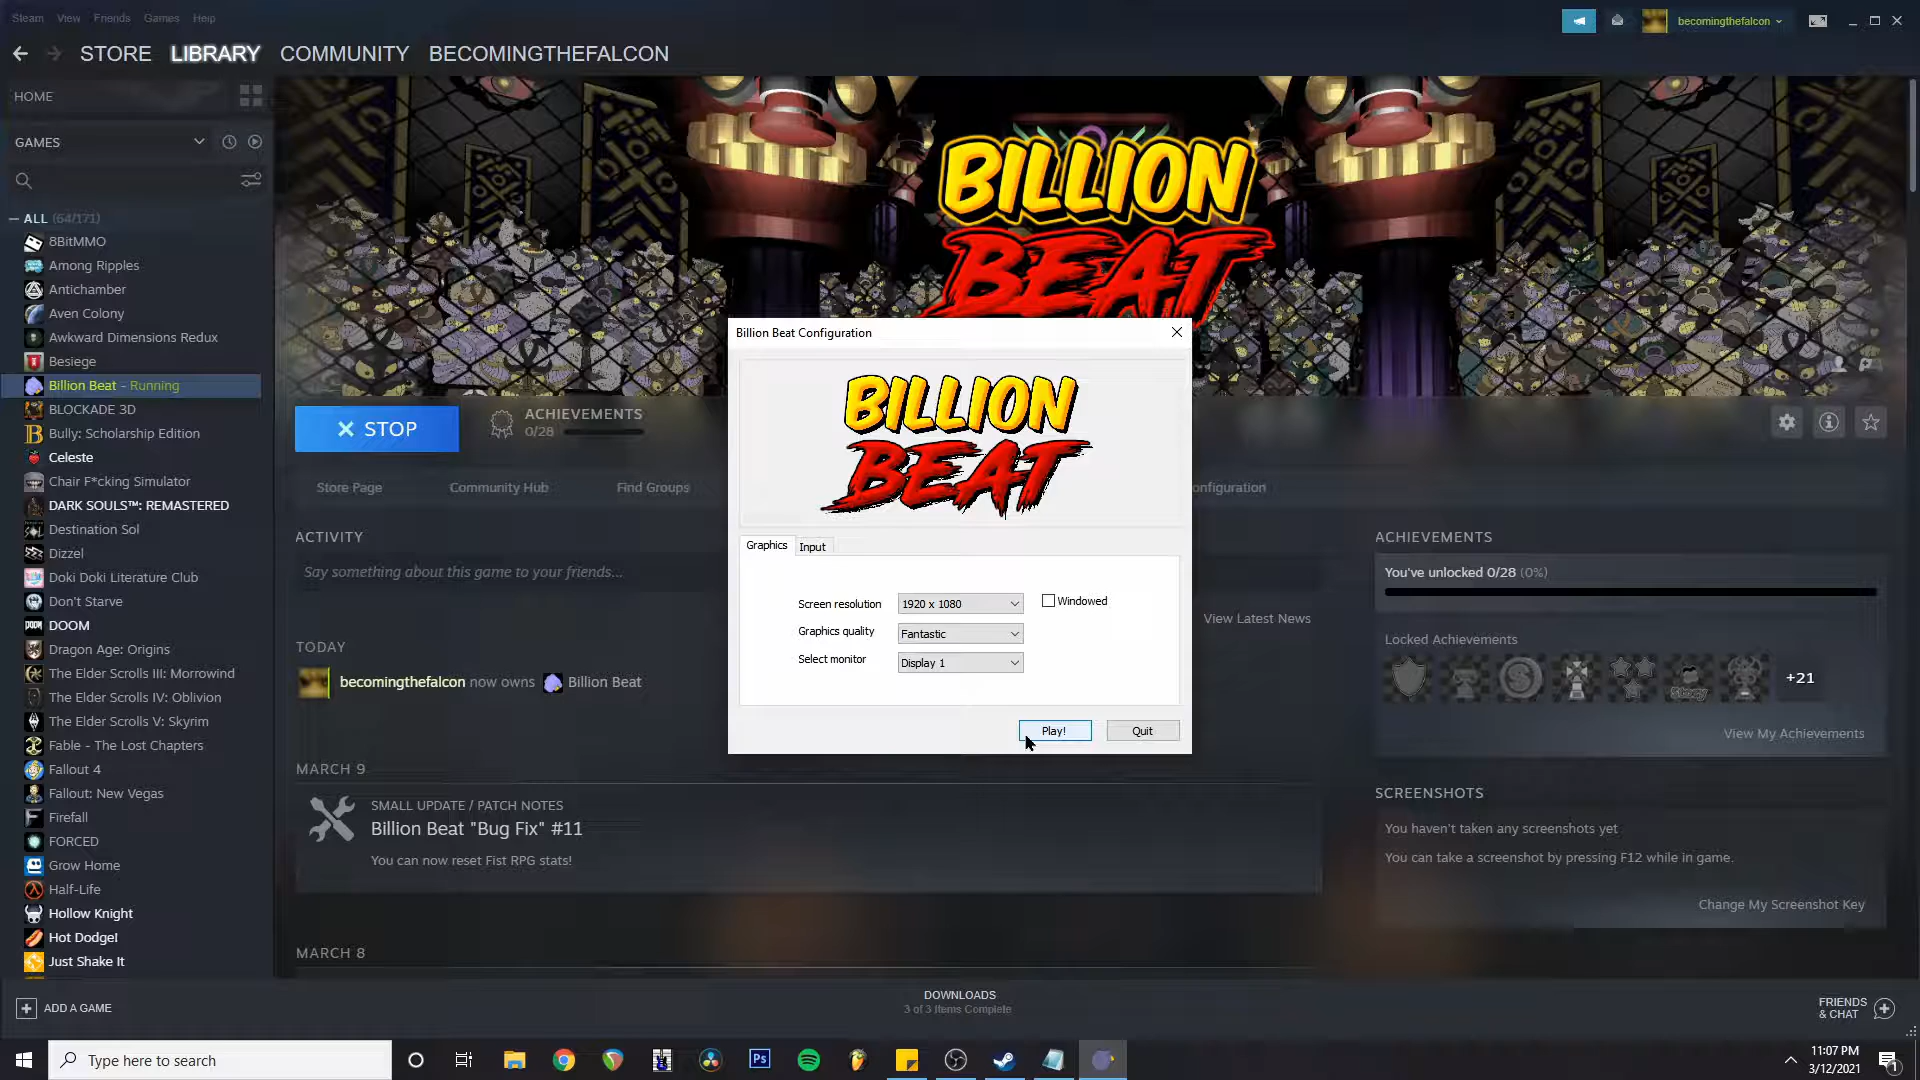 Steam View Friends Games Help
becomingthefalcon
STORE LIBRARY COMMUNITY BECOMINGTHEFALCON
HOME
GAMES
ALL (64/171)
8BitMMO
Among Ripples
Antichamber
Aven Colony
Awkward Dimensions Redux
Besiege
Billion Beat - Running
BLOCKADE 3D
Bully: Scholarship Edition
Celeste
Chair F*cking Simulator
DARK SOULS™: REMASTERED
Destination Sol
Dizzel
Doki Doki Literature Club
Don't Starve
DOOM
Dragon Age: Origins
The Elder Scrolls III: Morrowind
The Elder Scrolls IV: Oblivion
The Elder Scrolls V: Skyrim
Fable - The Lost Chapters
Fallout 4
Fallout: New Vegas
Firefall
FORCED
Grow Home
Half-Life
Hollow Knight
Hot Dodge!
Just Shake It
BILLION
BEAT
STOP
ACHIEVEMENTS
0/28
Store Page Community Hub Find Groups onfiguration
ACTIVITY
Say something about this game to your friends...
View Latest News
TODAY
becomingthefalcon now owns Billion Beat
MARCH 9
SMALL UPDATE / PATCH NOTES
Billion Beat "Bug Fix" #11
You can now reset Fist RPG stats!
MARCH 8
Billion Beat Configuration
BILLION
BEAT
Graphics Input
Screen resolution 1920 x 1080 Windowed
Graphics quality Fantastic
Select monitor Display 1
Play! Quit
ACHIEVEMENTS
You've unlocked 0/28 (0%)
Locked Achievements
Story
+21
View My Achievements
SCREENSHOTS
You haven't taken any screenshots yet
You can take a screenshot by pressing F12 while in game.
Change My Screenshot Key
ADD A GAME
DOWNLOADS
3 of 3 Items Complete
FRIENDS
& CHAT
Type here to search
Ps
11:07 PM
3/12/2021
1